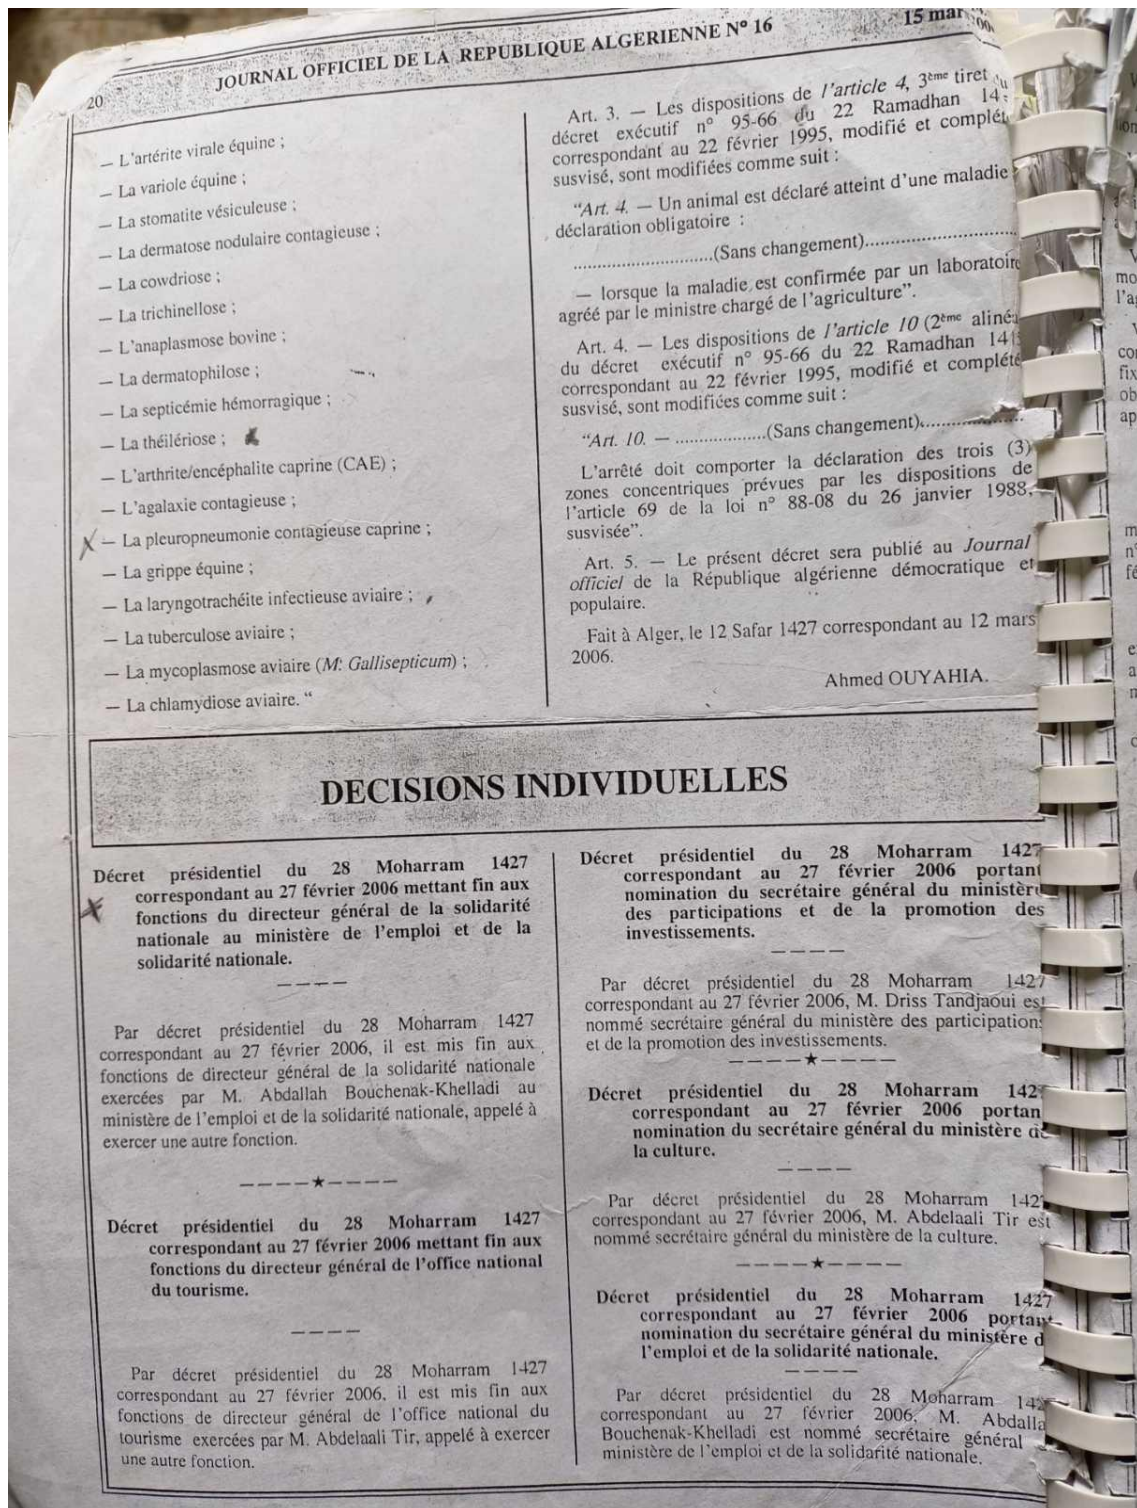 20
JOURNAL OFFICIEL DE LA REPUBLIQUE ALGERIENNE N° 16
15 mar
— L'artérite virale équine ;
— La variole équine ;
— La stomatite vésiculeuse ;
— La dermatose nodulaire contagieuse ;
— La cowdriose ;
— La trichinellose ;
— L'anaplasmose bovine ;
— La dermatophilose ;
— La septicémie hémorragique ;
— La théilériose ;
— L'arthrite/encéphalite caprine (CAE) ;
— L'agalaxie contagieuse ;
— La pleuropneumonie contagieuse caprine ;
— La grippe équine ;
— La laryngotrachéite infectieuse aviaire ;
— La tuberculose aviaire ;
— La mycoplasmose aviaire (M: Gallisepticum) ;
— La chlamydiose aviaire. “
Art. 3. — Les dispositions de l'article 4, 3ème tiret du
décret exécutif n° 95-66 du 22 Ramadhan 14
correspondant au 22 février 1995, modifié et complét
susvisé, sont modifiées comme suit :
“Art. 4. — Un animal est déclaré atteint d'une maladie
déclaration obligatoire :
..............................(Sans changement)................................
— lorsque la maladie est confirmée par un laboratoire
agréé par le ministre chargé de l'agriculture”.
Art. 4. — Les dispositions de l'article 10 (2ème aliné
du décret exécutif n° 95-66 du 22 Ramadhan 141
correspondant au 22 février 1995, modifié et complété
susvisé, sont modifiées comme suit :
“Art. 10. — ...................(Sans changement)......................
L'arrêté doit comporter la déclaration des trois (3)
zones concentriques prévues par les dispositions de
l'article 69 de la loi n° 88-08 du 26 janvier 1988,
susvisée”.
Art. 5. — Le présent décret sera publié au Journal
officiel de la République algérienne démocratique et
populaire.
Fait à Alger, le 12 Safar 1427 correspondant au 12 mars
2006.
Ahmed OUYAHIA.
DECISIONS INDIVIDUELLES
Décret présidentiel du 28 Moharram 1427
correspondant au 27 février 2006 mettant fin aux
fonctions du directeur général de la solidarité
nationale au ministère de l'emploi et de la
solidarité nationale.
————
Par décret présidentiel du 28 Moharram 1427
correspondant au 27 février 2006, il est mis fin aux
fonctions de directeur général de la solidarité nationale
exercées par M. Abdallah Bouchenak-Khelladi au
ministère de l'emploi et de la solidarité nationale, appelé à
exercer une autre fonction.
————★————
Décret présidentiel du 28 Moharram 1427
correspondant au 27 février 2006 mettant fin aux
fonctions du directeur général de l'office national
du tourisme.
————
Par décret présidentiel du 28 Moharram 1427
correspondant au 27 février 2006, il est mis fin aux
fonctions de directeur général de l'office national du
tourisme exercées par M. Abdelaali Tir, appelé à exercer
une autre fonction.
Décret présidentiel du 28 Moharram 1427
correspondant au 27 février 2006 portant
nomination du secrétaire général du ministère
des participations et de la promotion des
investissements.
————
Par décret présidentiel du 28 Moharram 1427
correspondant au 27 février 2006, M. Driss Tandjaoui est
nommé secrétaire général du ministère des participations
et de la promotion des investissements.
————★————
Décret présidentiel du 28 Moharram 142
correspondant au 27 février 2006 portan
nomination du secrétaire général du ministère de
la culture.
————
Par décret présidentiel du 28 Moharram 142
correspondant au 27 février 2006, M. Abdelaali Tir est
nommé secrétaire général du ministère de la culture.
————★————
Décret présidentiel du 28 Moharram 1427
correspondant au 27 février 2006 portant
nomination du secrétaire général du ministère d
l'emploi et de la solidarité nationale.
————
Par décret présidentiel du 28 Moharram 142
correspondant au 27 février 2006, M. Abdalla
Bouchenak-Khelladi est nommé secrétaire général
ministère de l'emploi et de la solidarité nationale.